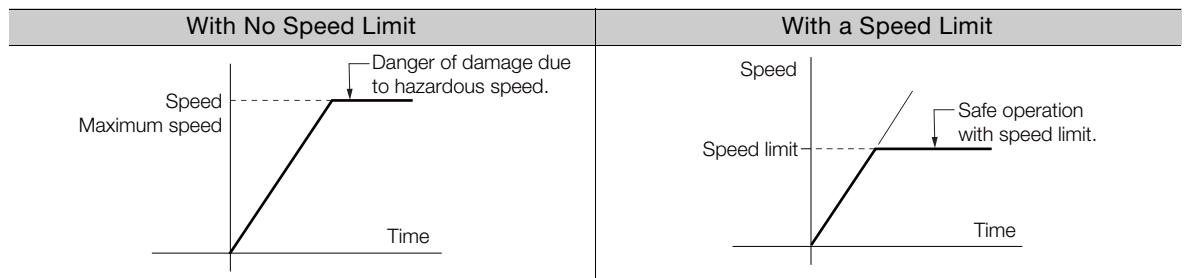 With No Speed Limit
Danger of damage due
to hazardous speed.
Speed
Maximum speed
Time
With a Speed Limit
Speed
Safe operation
with speed limit.
Speed limit
Time